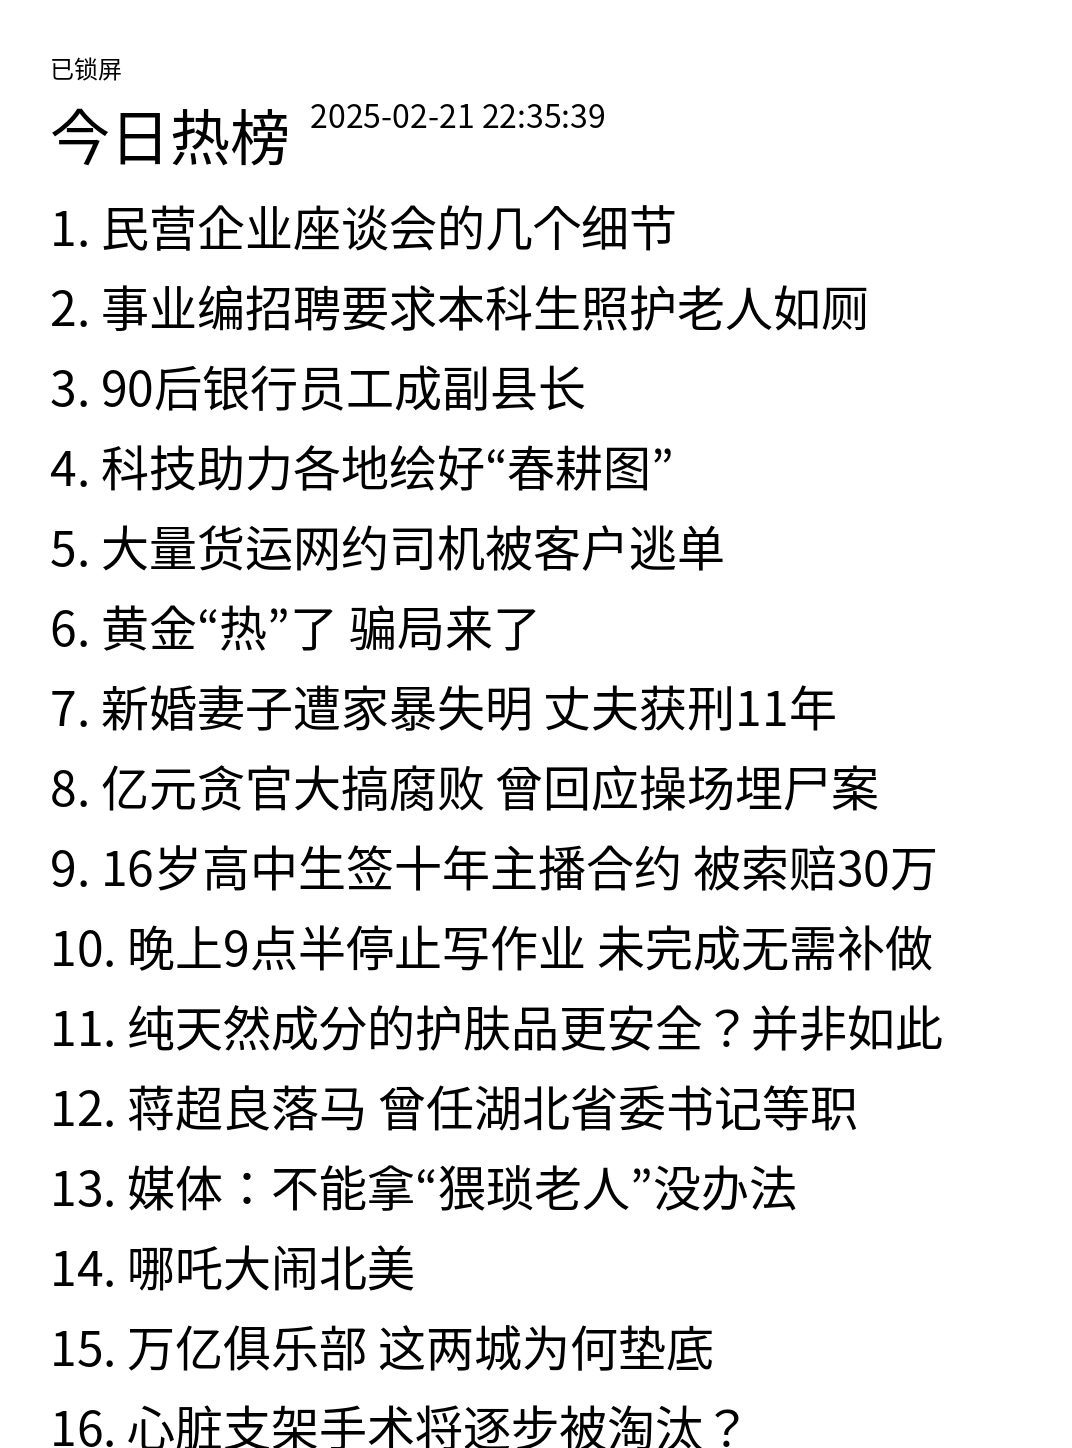 已锁屏
今日热榜 2025-02-21 22:35:39
1. 民营企业座谈会的几个细节
2. 事业编招聘要求本科生照护老人如厕
3. 90后银行员工成副县长
4. 科技助力各地绘好“春耕图”
5. 大量货运网约司机被客户逃单
6. 黄金“热”了 骗局来了
7. 新婚妻子遭家暴失明 丈夫获刑11年
8. 亿元贪官大搞腐败 曾回应操场埋尸案
9. 16岁高中生签十年主播合约 被索赔30万
10. 晚上9点半停止写作业 未完成无需补做
11. 纯天然成分的护肤品更安全？并非如此
12. 蒋超良落马 曾任湖北省委书记等职
13. 媒体：不能拿“猥琐老人”没办法
14. 哪吒大闹北美
15. 万亿俱乐部 这两城为何垫底
16. 心脏支架手术将逐步被淘汰？